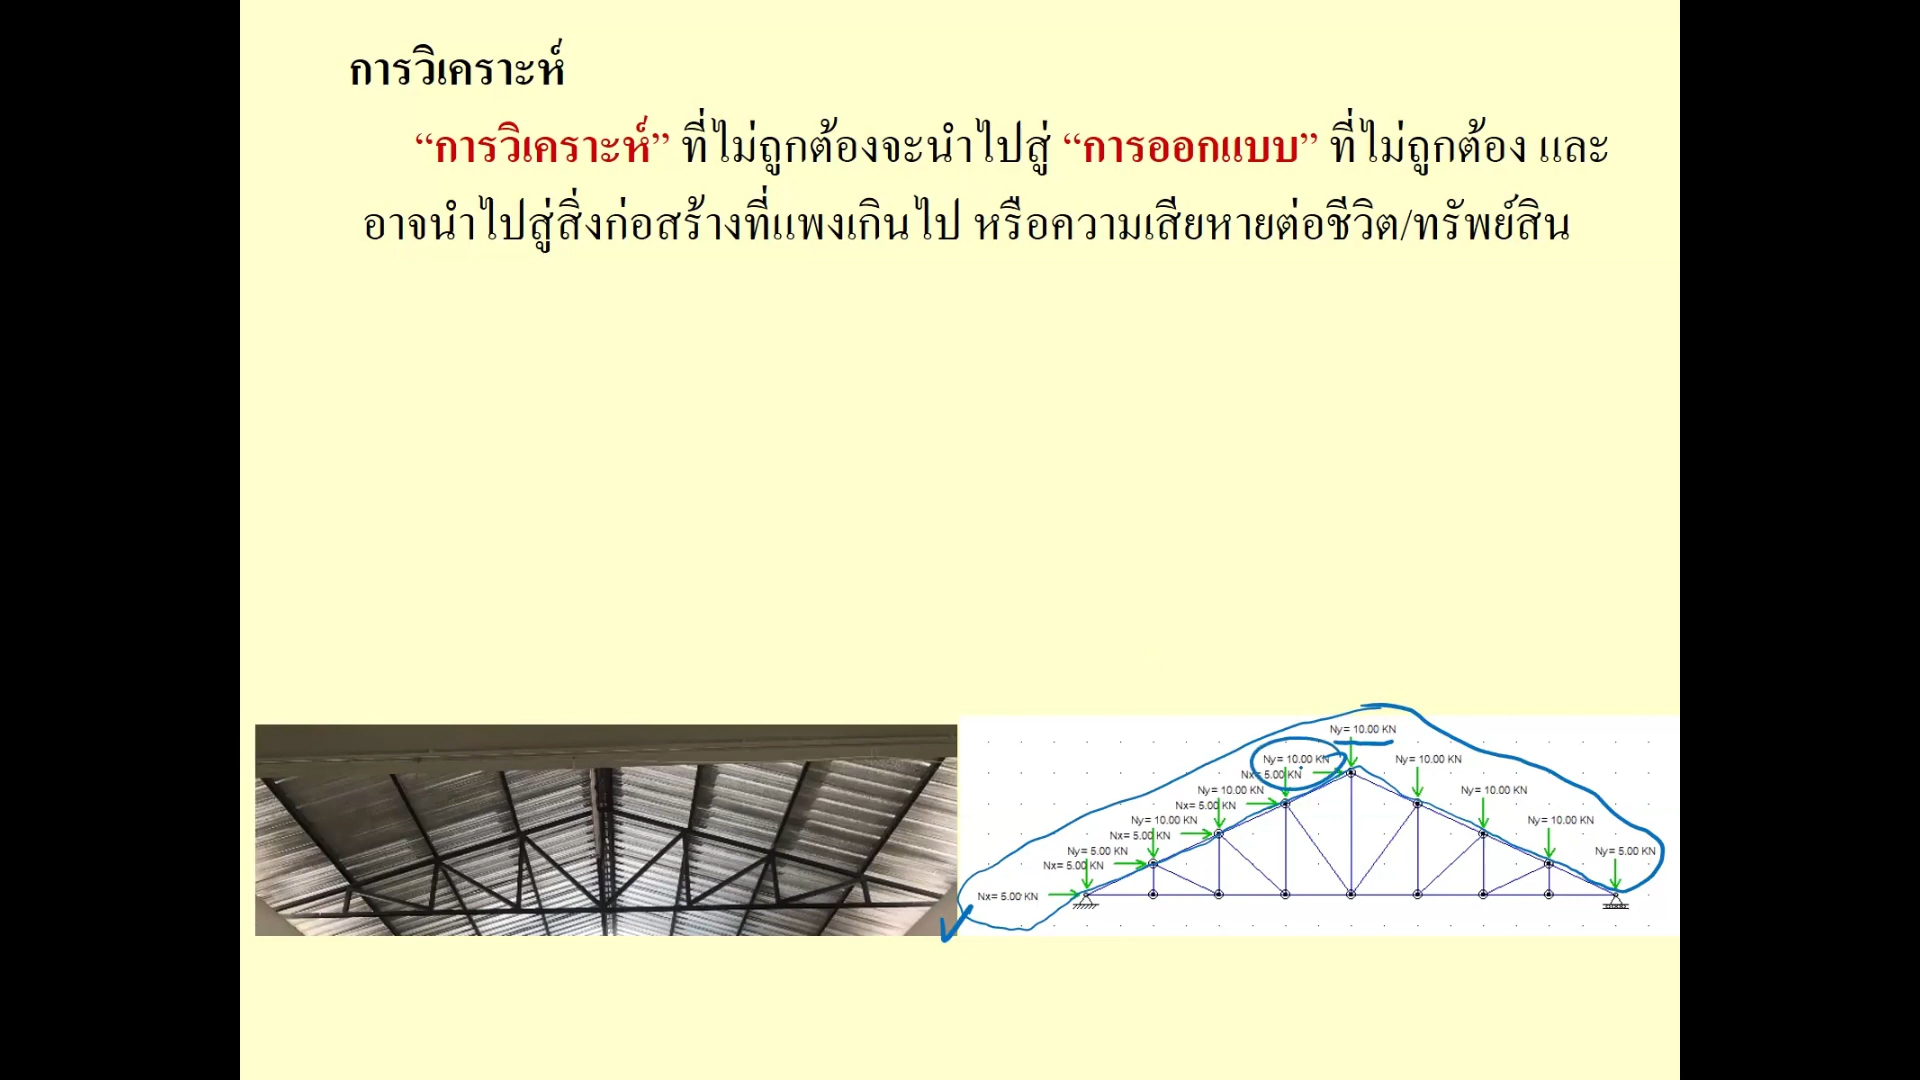 การวิเคราะห์
“การวิเคราะห์” ที่ไม่ถูกต้องจะนำไปสู่ “การออกแบบ” ที่ไม่ถูกต้อง และ
อาจนำไปสู่สิ่งก่อสร้างที่แพงเกินไป หรือความเสียหายต่อชีวิต/ทรัพย์สิน
Ny= 10.00 KN
Ny= 10.00 KN
Ny= 10.00 KN
Nx= 5.00 KN
Ny= 10.00 KN
Ny= 10.00 KN
Nx= 5.00 KN
Ny= 10.00 KN
Ny= 10.00 KN
Nx= 5.00 KN
Ny= 5.00 KN
Ny= 5.00 KN
Nx= 5.00 KN
Nx= 5.00 KN